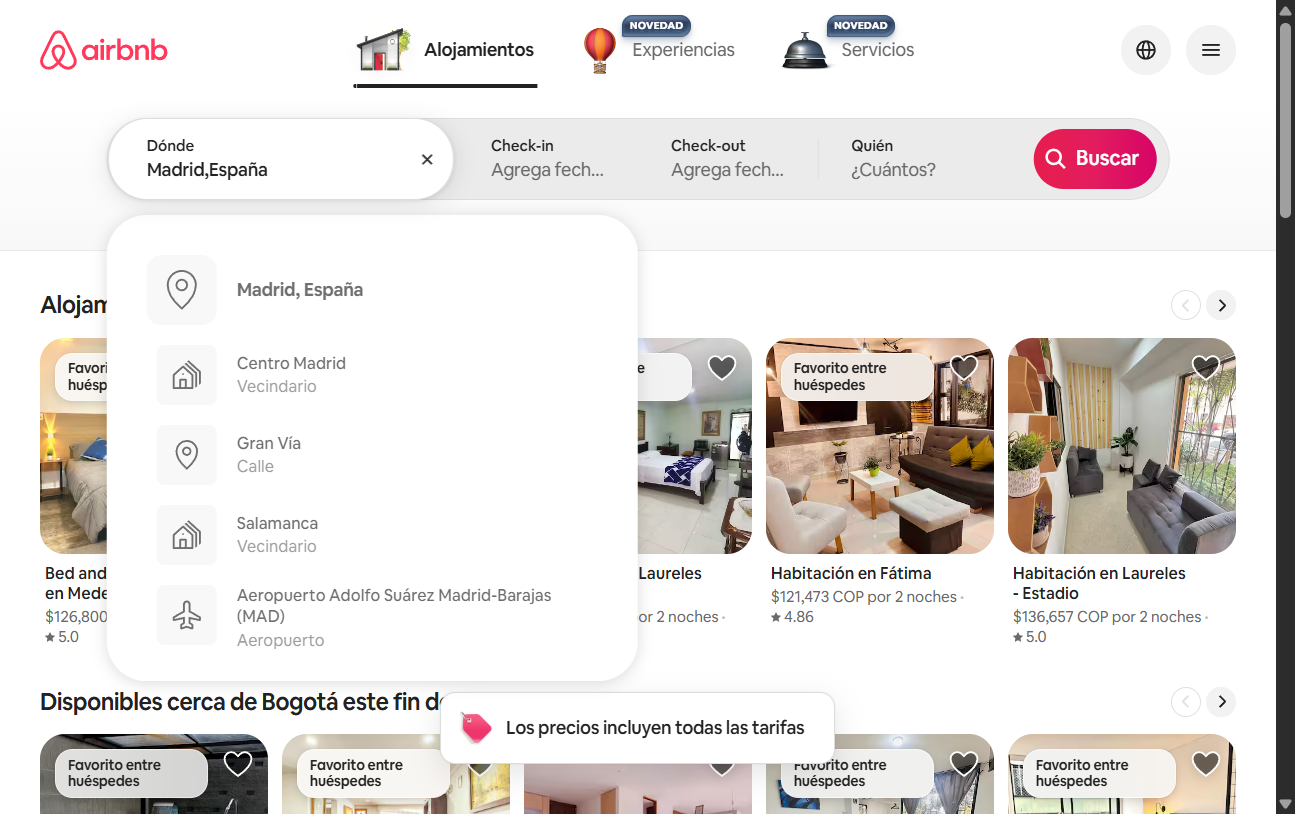 airbnb
Alojamientos
NOVEDAD
Experiencias
NOVEDAD
Servicios
Dónde
Madrid,España
Check-in
Agrega fech...
Check-out
Agrega fech...
Quién
¿Cuántos?
Buscar
Madrid, España
Centro Madrid
Vecindario
Gran Vía
Calle
Salamanca
Vecindario
Aeropuerto Adolfo Suárez Madrid-Barajas
(MAD)
Aeropuerto
Favorito entre
huéspedes
Bed and
$126,800
5.0
Laureles
or 2 noches ·
Habitación en Fátima
$121,473 COP por 2 noches ·
4.86
Habitación en Laureles
- Estadio
$136,657 COP por 2 noches ·
5.0
Disponibles cerca de Bogotá este fin de
Los precios incluyen todas las tarifas
Favorito entre
huéspedes
Favorito entre
huéspedes
Favorito entre
huéspedes
Favorito entre
huéspedes